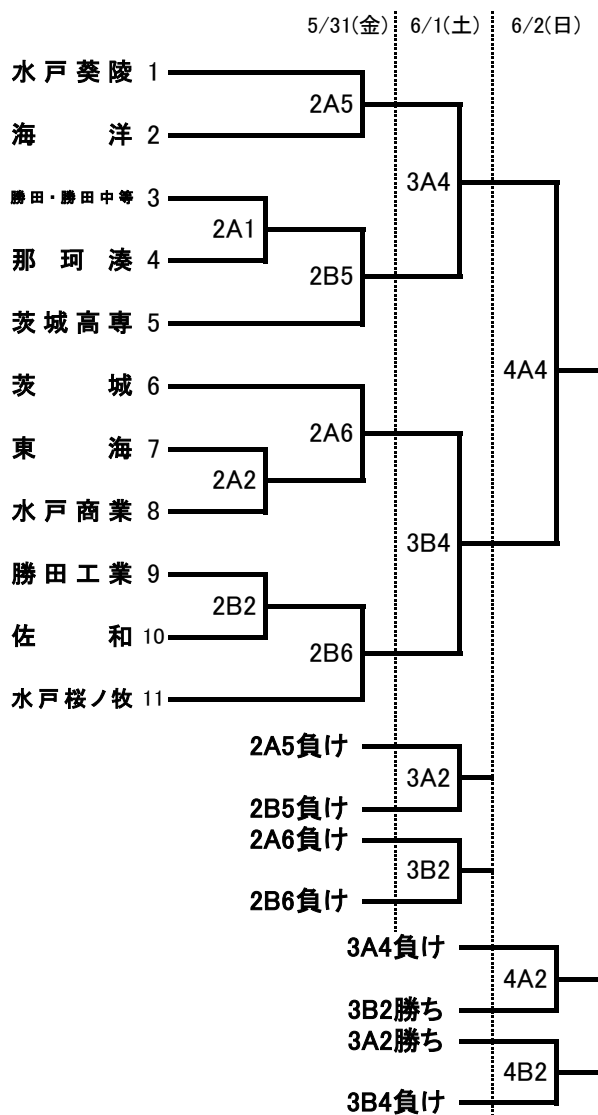 5/31(金) 6/1(土) 6/2(日)
水戸葵陵 1
2A5
海洋 2
3A4
勝田・勝田中等 3
2A1
那珂湊 4
2B5
茨城高専 5
4A4
茨城 6
2A6
東海 7
2A2
水戸商業 8
3B4
勝田工業 9
2B2
佐和 10
2B6
水戸桜ノ牧 11
2A5負け
3A2
2B5負け
2A6負け
3B2
2B6負け
3A4負け
4A2
3B2勝ち
3A2勝ち
4B2
3B4負け